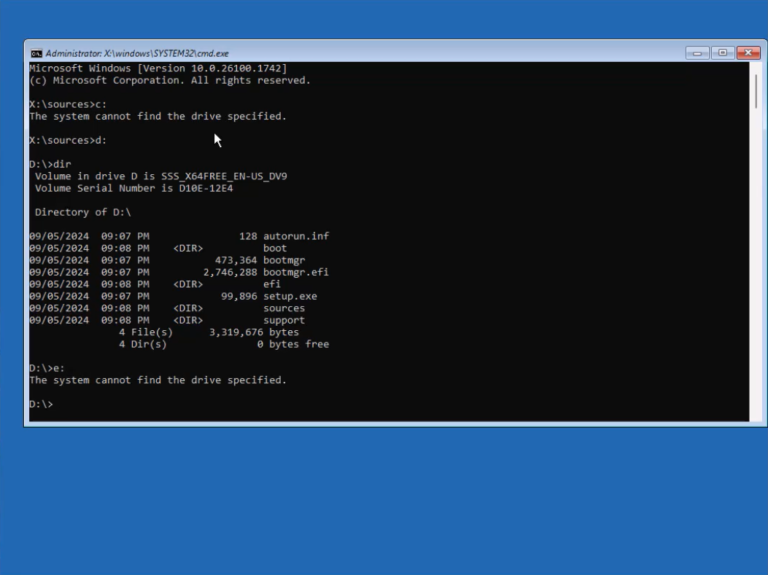 Administrator: X:\windows\SYSTEM32\cmd.exe
Microsoft Windows [Version 10.0.26100.1742]
(c) Microsoft Corporation. All rights reserved.
X:\sources>c:
The system cannot find the drive specified.
X:\sources>d:
D:\>dir
Volume in drive D is SSS_X64FREE_EN-US_DV9
Volume Serial Number is D10E-12E4
Directory of D:\
09/05/2024 09:07 PM 128 autorun.inf
09/05/2024 09:08 PM <DIR> boot
09/05/2024 09:07 PM 473,364 bootmgr
09/05/2024 09:07 PM 2,746,288 bootmgr.efi
09/05/2024 09:08 PM <DIR> efi
09/05/2024 09:07 PM 99,896 setup.exe
09/05/2024 09:08 PM <DIR> sources
09/05/2024 09:08 PM <DIR> support
4 File(s) 3,319,676 bytes
4 Dir(s) 0 bytes free
D:\>e:
The system cannot find the drive specified.
D:\>